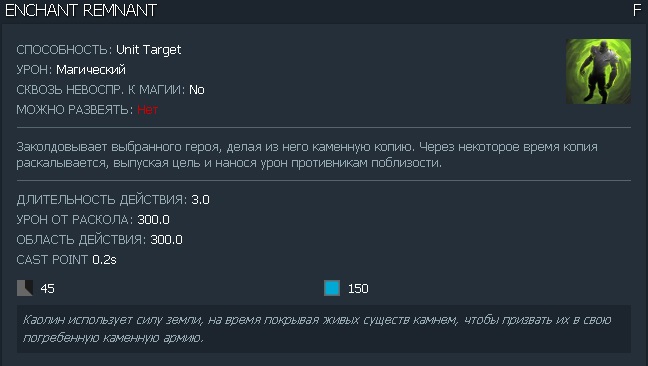 ENCHANT REMNANT F
СПОСОБНОСТЬ: Unit Target
УРОН: Магический
СКВОЗЬ НЕВОСПР. К МАГИИ: No
МОЖНО РАЗВЕЯТЬ: Нет
Заколдовывает выбранного героя, делая из него каменную копию. Через некоторое время копия
раскалывается, выпуская цель и нанося урон противникам поблизости.
ДЛИТЕЛЬНОСТЬ ДЕЙСТВИЯ: 3.0
УРОН ОТ РАСКОЛА: 300.0
ОБЛАСТЬ ДЕЙСТВИЯ: 300.0
CAST POINT 0.2s
45 150
Каолин использует силу земли, на время покрывая живых существ камнем, чтобы призвать их в свою
погребенную каменную армию.